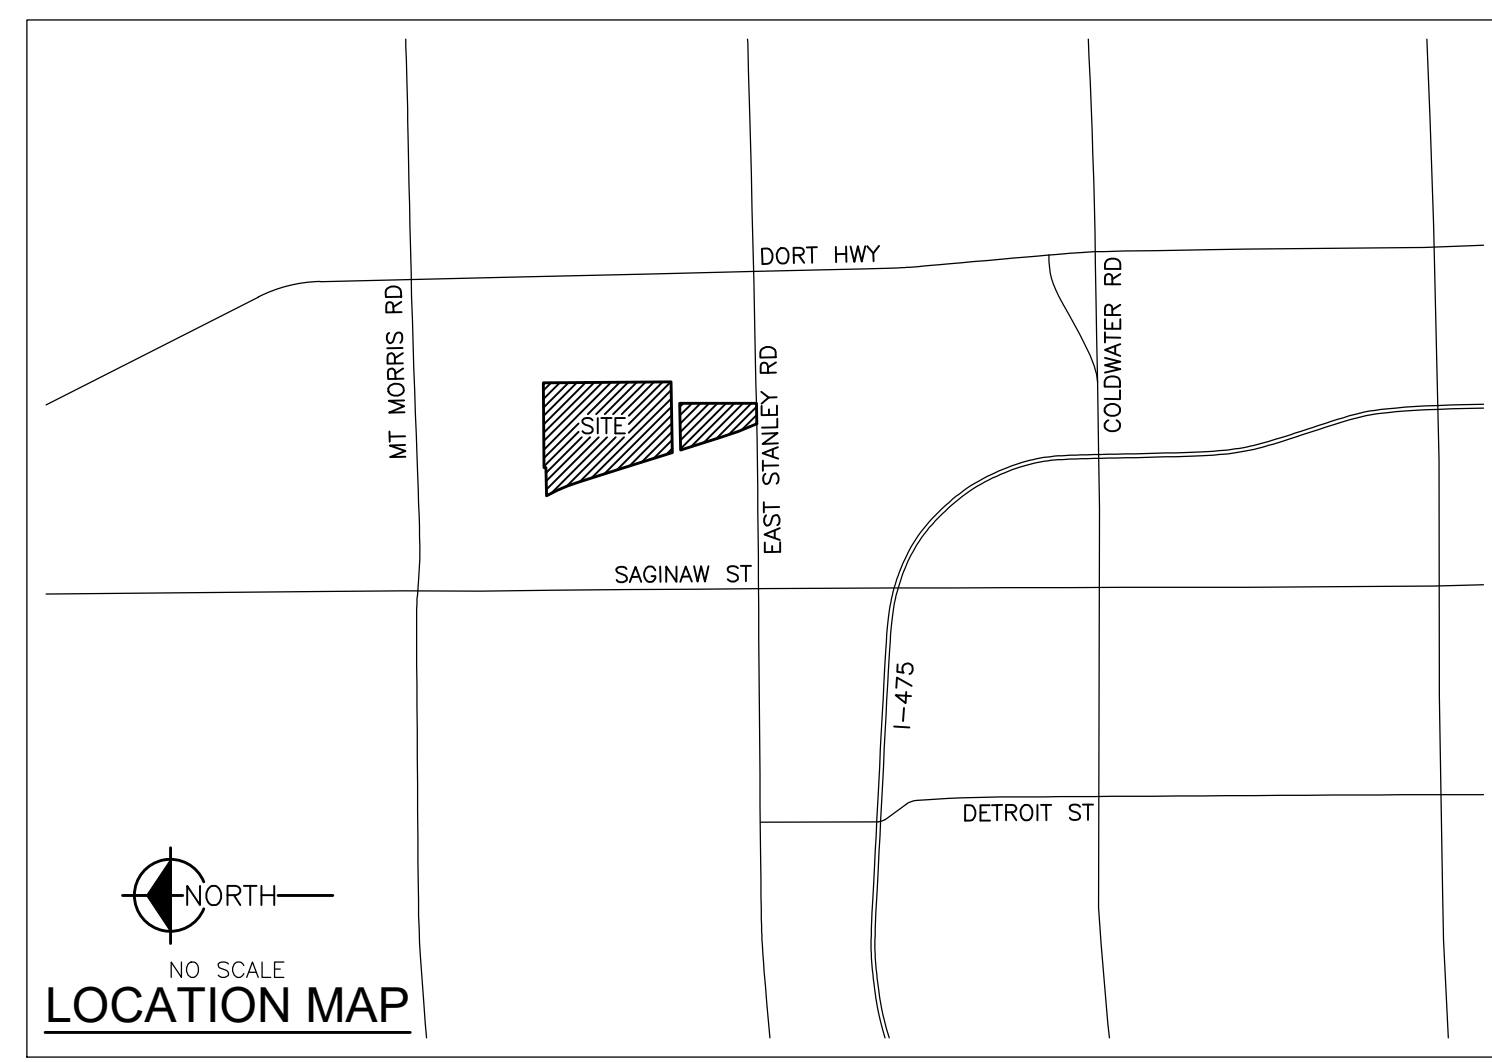 DORT HWY
MT MORRIS RD
COLDWATER RD
EAST STANLEY RD
SITE
SAGINAW ST
I-475
DETROIT ST
NORTH
NO SCALE
LOCATION MAP